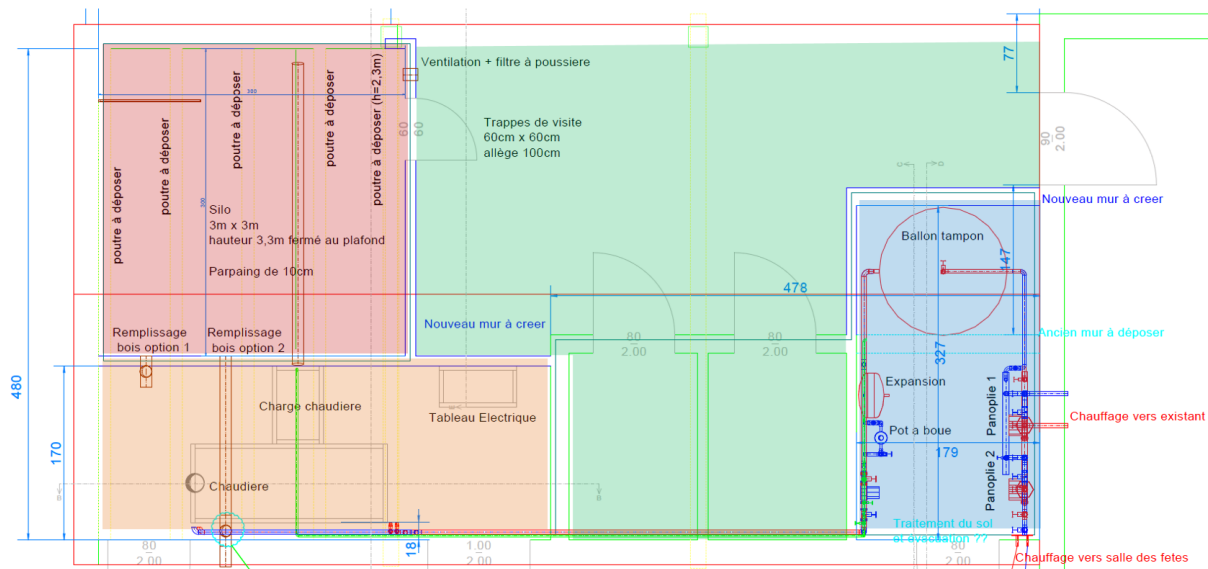 77
Ventilation + filtre à poussiere
poutre à déposer
poutre à déposer
poutre à déposer
poutre à déposer
poutre à déposer (h=2,3m)
300
60
60
Trappes de visite
60cm x 60cm
allège 100cm
90
2.00
Silo
3m x 3m
hauteur 3,3m fermé au plafond
Parpaing de 10cm
300
Nouveau mur à creer
Ballon tampon
147
478
480
Remplissage
bois option 1
Remplissage
bois option 2
Nouveau mur à creer
Ancien mur à déposer
80
2.00
80
2.00
327
170
Charge chaudiere
Tableau Electrique
Expansion
Panoplie 1
Chauffage vers existant
Pot a boue
179
Panoplie 2
Chaudiere
18
Traitement du sol
et évacuation ??
80
2.00
1.00
2.00
80
2.00
Chauffage vers salle des fetes